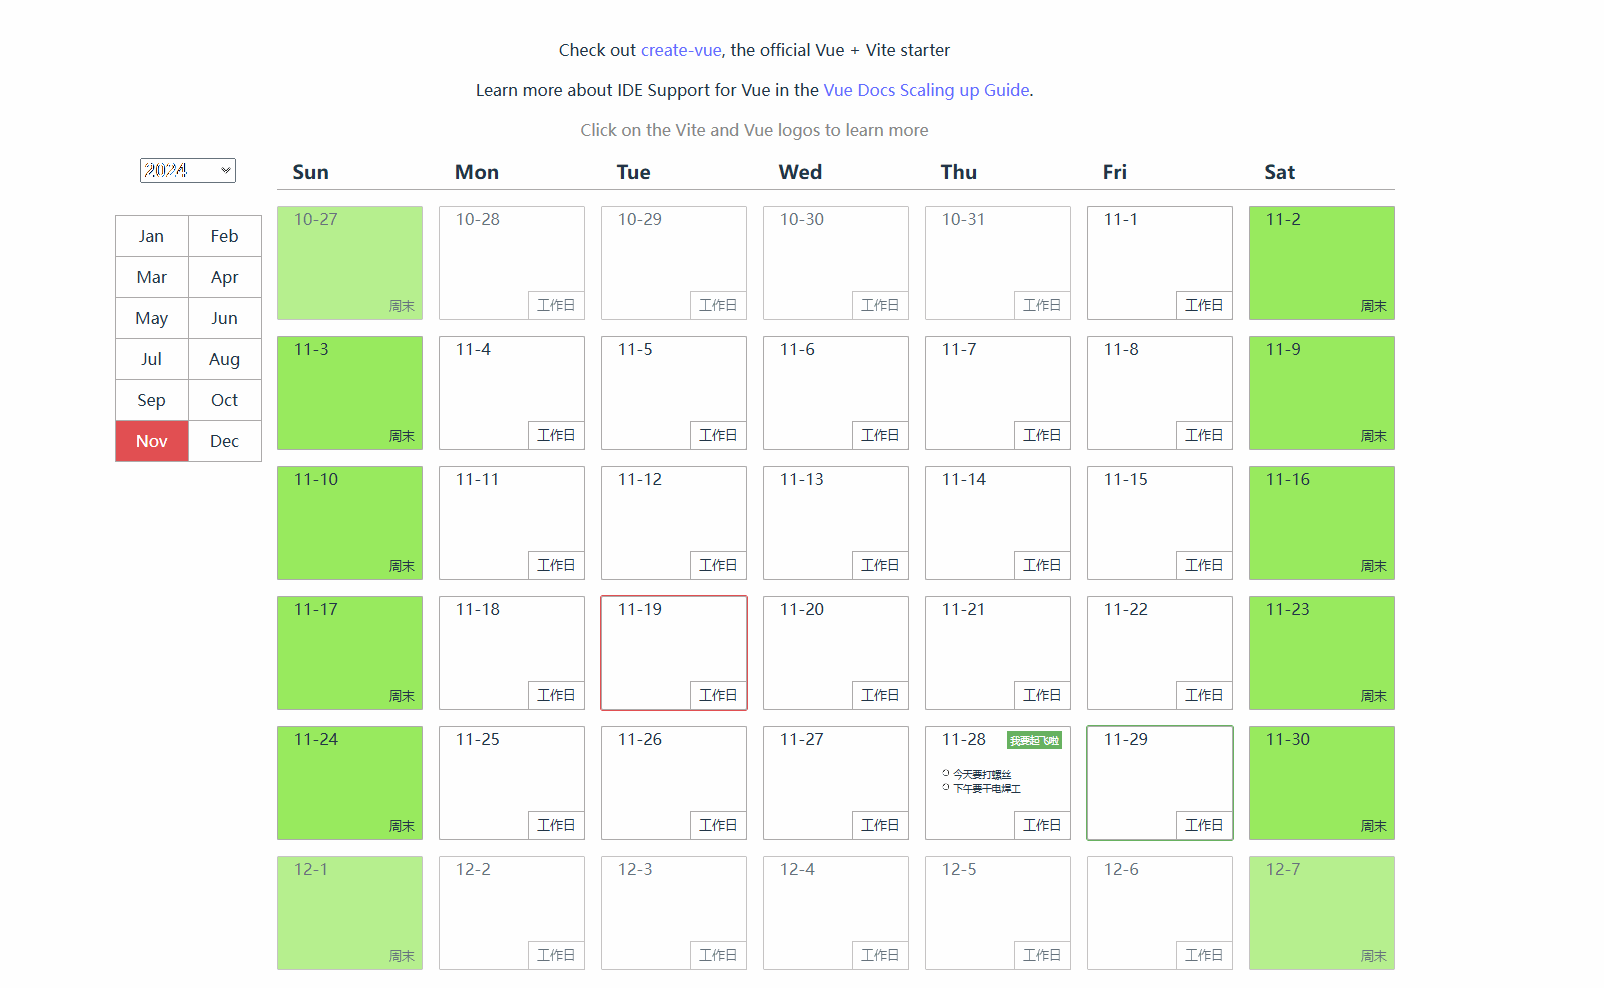 Check out create-vue, the official Vue + Vite starter
Learn more about IDE Support for Vue in the Vue Docs Scaling up Guide.
Click on the Vite and Vue logos to learn more
2024
Jan Feb
Mar Apr
May Jun
Jul Aug
Sep Oct
Nov Dec
Sun Mon Tue Wed Thu Fri Sat
10-27 10-28 10-29 10-30 10-31 11-1 11-2
周末 工作日 工作日 工作日 工作日 工作日 周末
11-3 11-4 11-5 11-6 11-7 11-8 11-9
周末 工作日 工作日 工作日 工作日 工作日 周末
11-10 11-11 11-12 11-13 11-14 11-15 11-16
周末 工作日 工作日 工作日 工作日 工作日 周末
11-17 11-18 11-19 11-20 11-21 11-22 11-23
周末 工作日 工作日 工作日 工作日 工作日 周末
11-24 11-25 11-26 11-27 11-28 我要起飞啦 11-29 11-30
今天要打螺丝
下午要干电焊工
周末 工作日 工作日 工作日 工作日 工作日 周末
12-1 12-2 12-3 12-4 12-5 12-6 12-7
周末 工作日 工作日 工作日 工作日 工作日 周末